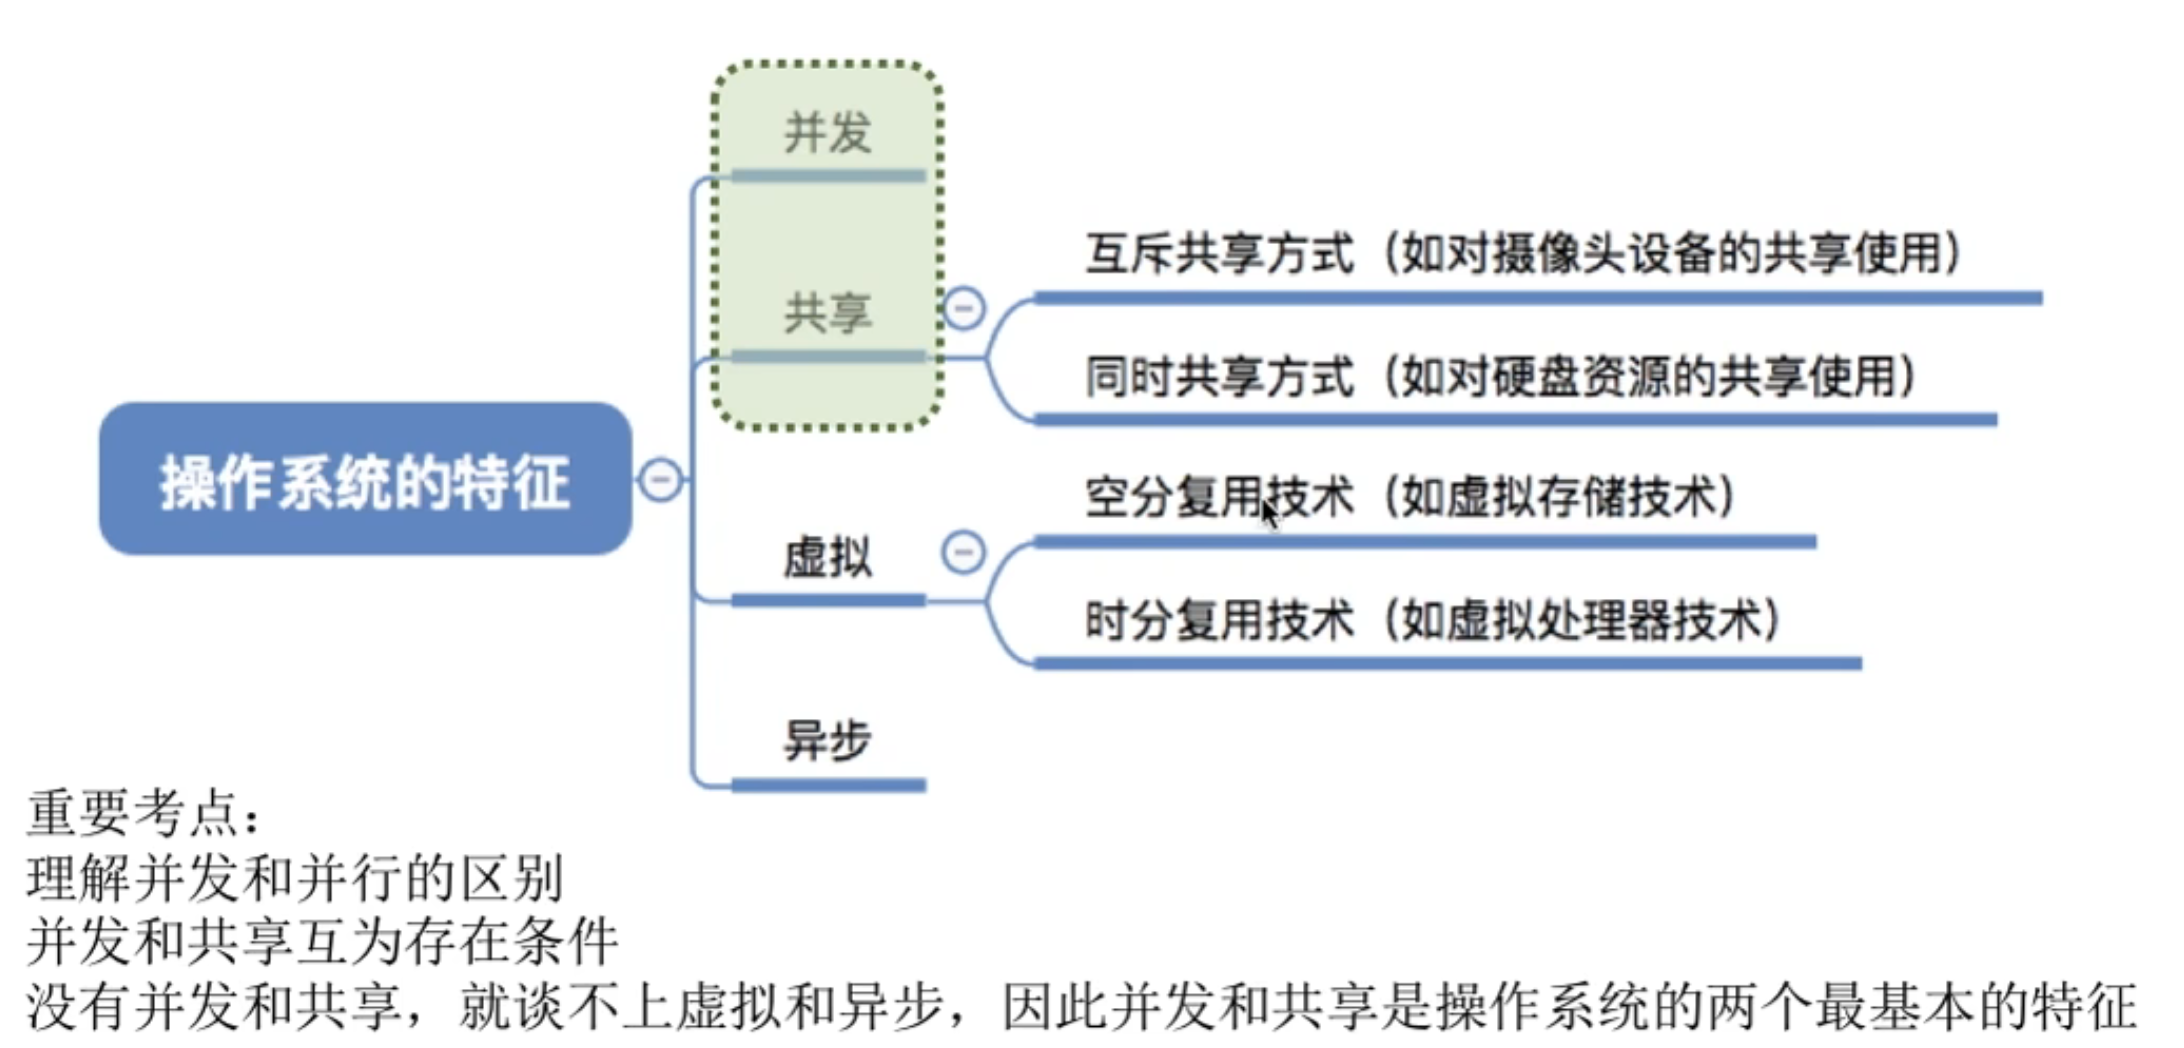 并发
共享
互斥共享方式（如对摄像头设备的共享使用）
同时共享方式（如对硬盘资源的共享使用）
操作系统的特征
空分复用技术（如虚拟存储技术）
虚拟
时分复用技术（如虚拟处理器技术）
异步
重要考点：
理解并发和并行的区别
并发和共享互为存在条件
没有并发和共享，就谈不上虚拟和异步，因此并发和共享是操作系统的两个最基本的特征